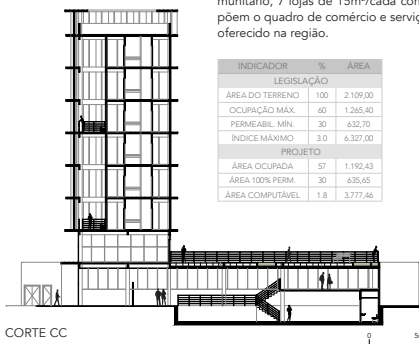 munitário, 7 lojas de 15m²/cada com
põem o quadro de comércio e serviç
oferecido na região.
INDICADOR % ÁREA
LEGISLAÇÃO
ÁREA DO TERRENO 100 2.109,00
OCUPAÇÃO MÁX. 60 1.265,40
PERMEABIL. MÍN. 30 632,70
ÍNDICE MÁXIMO 3.0 6.327,00
PROJETO
ÁREA OCUPADA 57 1.192,43
ÁREA 100% PERM. 30 635,65
ÁREA COMPUTÁVEL 1.8 3.777,46
CORTE CC
0 5